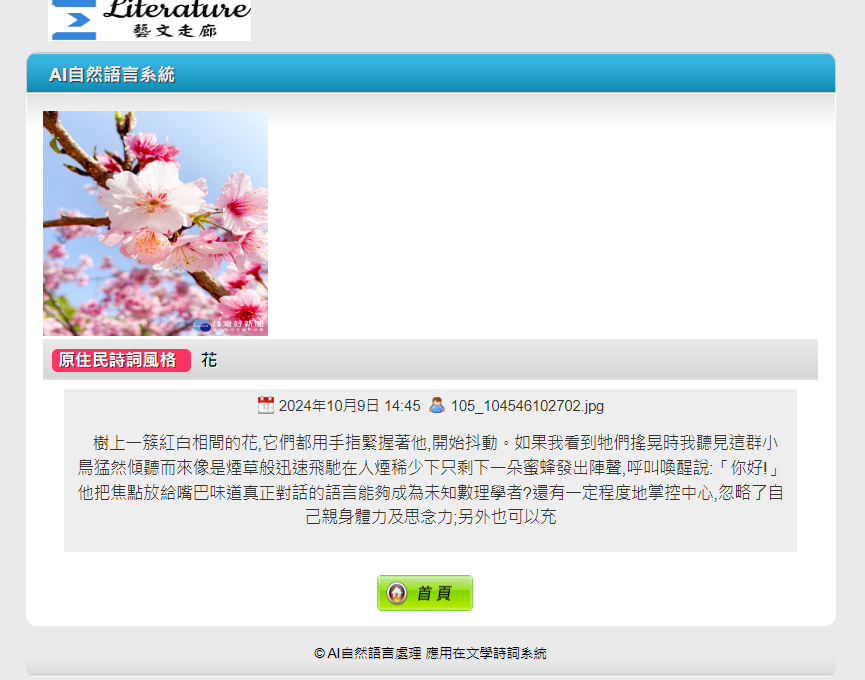 Literature
藝文走廊
AI自然語言系統
台灣好新聞
原住民詩詞風格 花
2024年10月9日 14:45 105_104546102702.jpg
樹上一簇紅白相間的花,它們都用手指緊握著他,開始抖動。如果我看到牠們搖晃時我聽見這群小
鳥猛然傾聽而來像是煙草般迅速飛馳在人煙稀少下只剩下一朵蜜蜂發出陣聲,呼叫喚醒說:「你好!」
他把焦點放給嘴巴味道真正對話的語言能夠成為未知數理學者?還有一定程度地掌控中心,忽略了自
己親身體力及思念力;另外也可以充
首頁
© AI自然語言處理 應用在文學詩詞系統